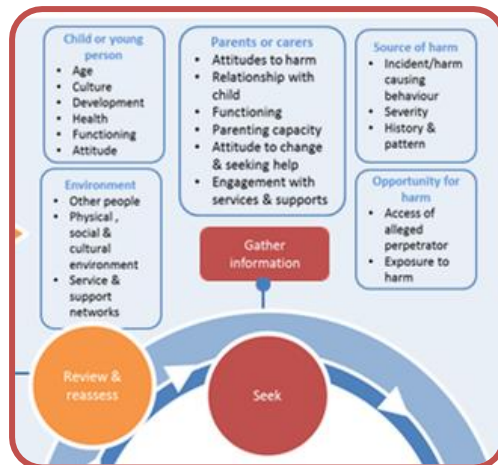 Child or young
person
• Age
• Culture
• Development
• Health
• Functioning
• Attitude
Parents or carers
• Attitudes to harm
• Relationship with
child
• Functioning
• Parenting capacity
• Attitude to change
& seeking help
• Engagement with
services & supports
Source of harm
• Incident/harm
causing
behaviour
• Severity
• History &
pattern
Environment
• Other people
• Physical ,
social &
cultural
environment
• Service &
support
networks
Opportunity for
harm
• Access of
alleged
perpetrator
• Exposure to
harm
Gather
information
Review &
reassess
Seek